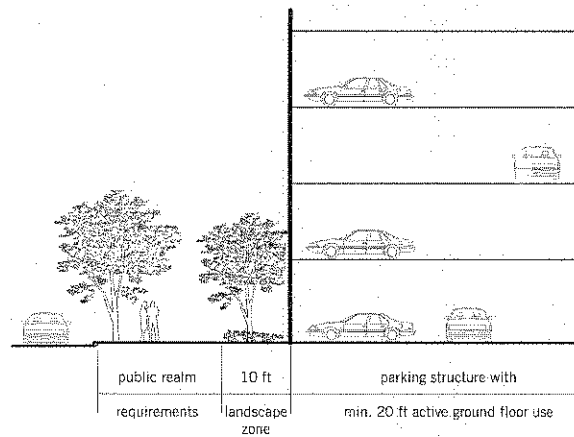 public realm
requirements
10 ft
landscape
zone
parking structure with
min. 20 ft active ground floor use